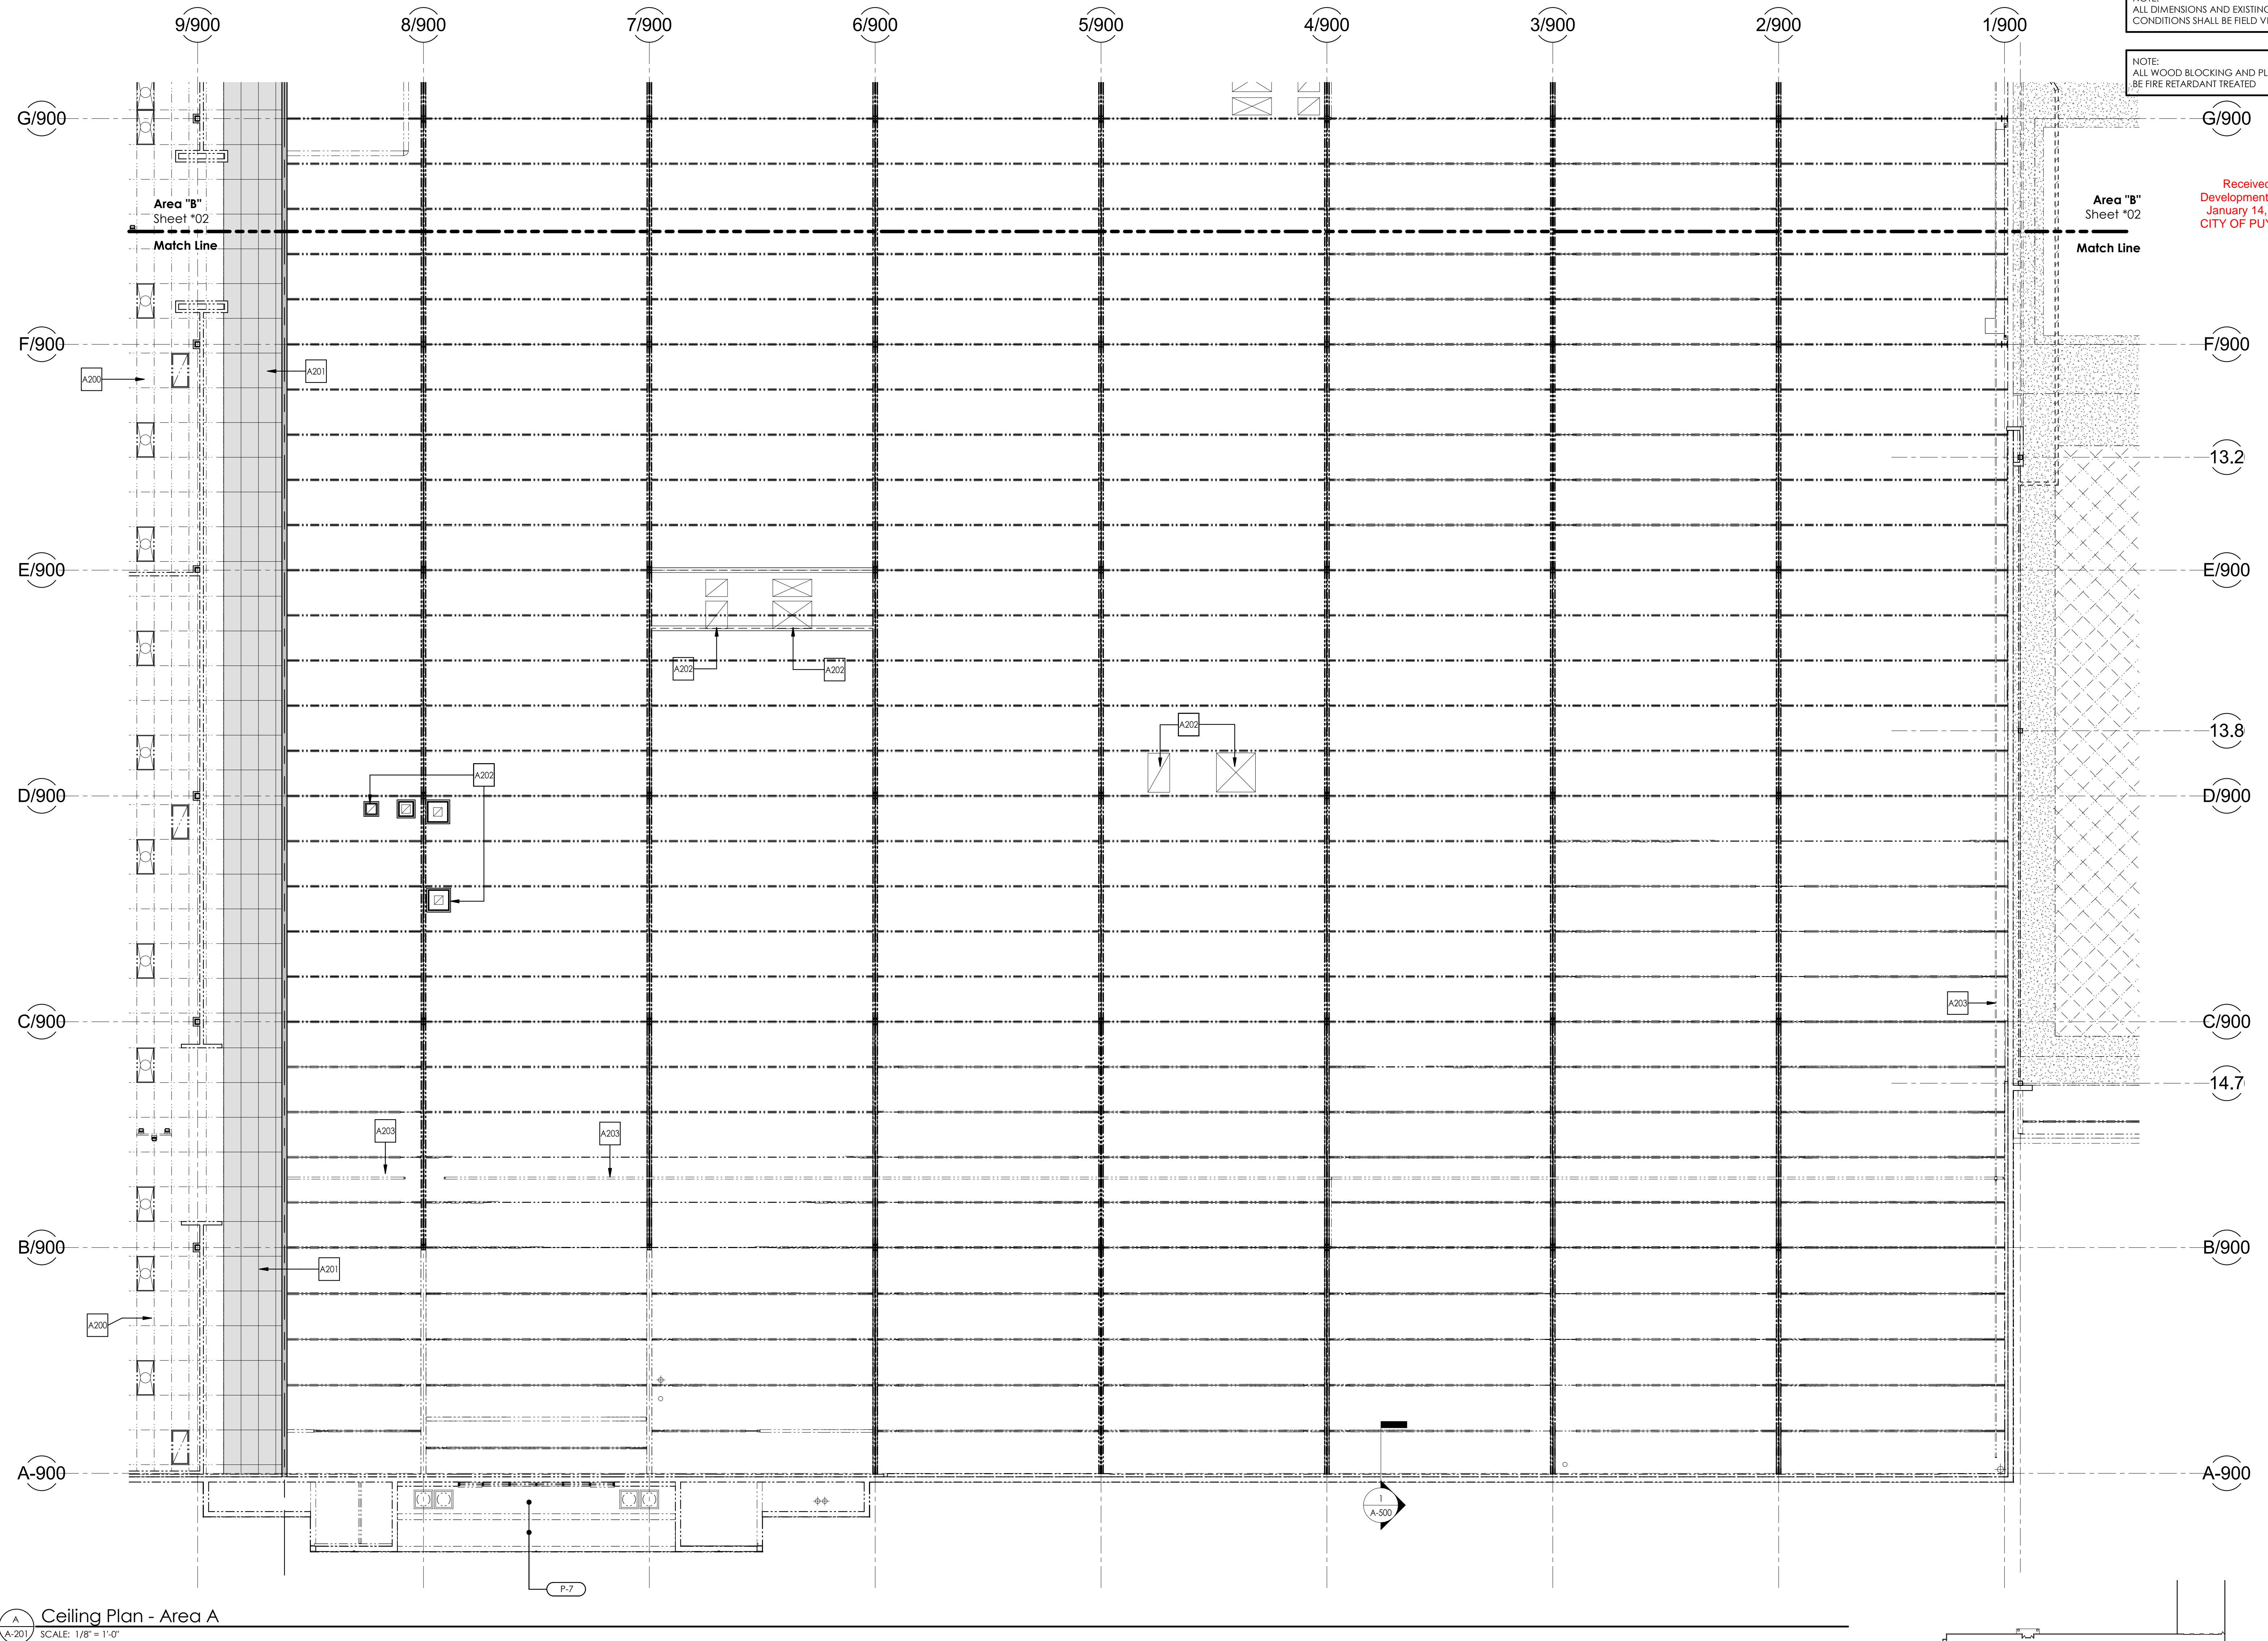 9/900
8/900
7/900
6/900
5/900
4/900
3/900
2/900
1/900
ALL DIMENSIONS AND EXISTING
CONDITIONS SHALL BE FIELD
NOTE:
ALL WOOD BLOCKING AND
BE FIRE RETARDANT TREATED
G/900
G/900
Received
Development
January 14,
CITY OF
Area "B"
Sheet *02
Match Line
Area "B"
Sheet *02
Match Line
F/900
F/900
A200
A201
13.2
E/900
E/900
A202
A202
A202
13.8
A202
D/900
D/900
A203
C/900
C/900
14.7
A203
A203
B/900
B/900
A201
A200
A-900
A-900
1
A-500
P-7
A
A-201
Ceiling Plan - Area A
SCALE: 1/8" = 1'-0"